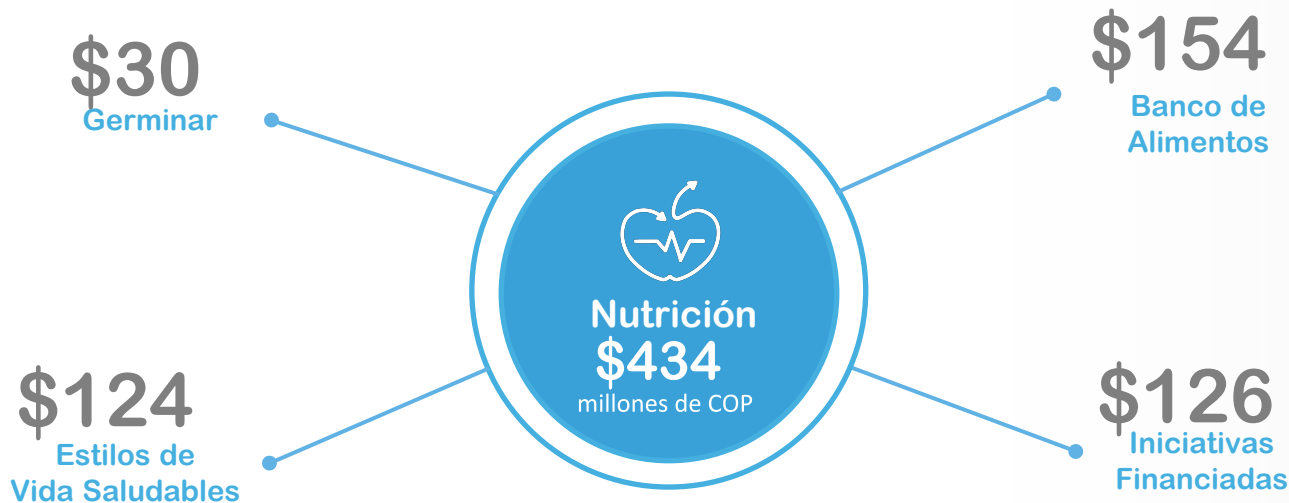 $30
Germinar
$154
Banco de
Alimentos
Nutrición
$434
millones de COP
$124
Estilos de
Vida Saludables
$126
Iniciativas
Financiadas